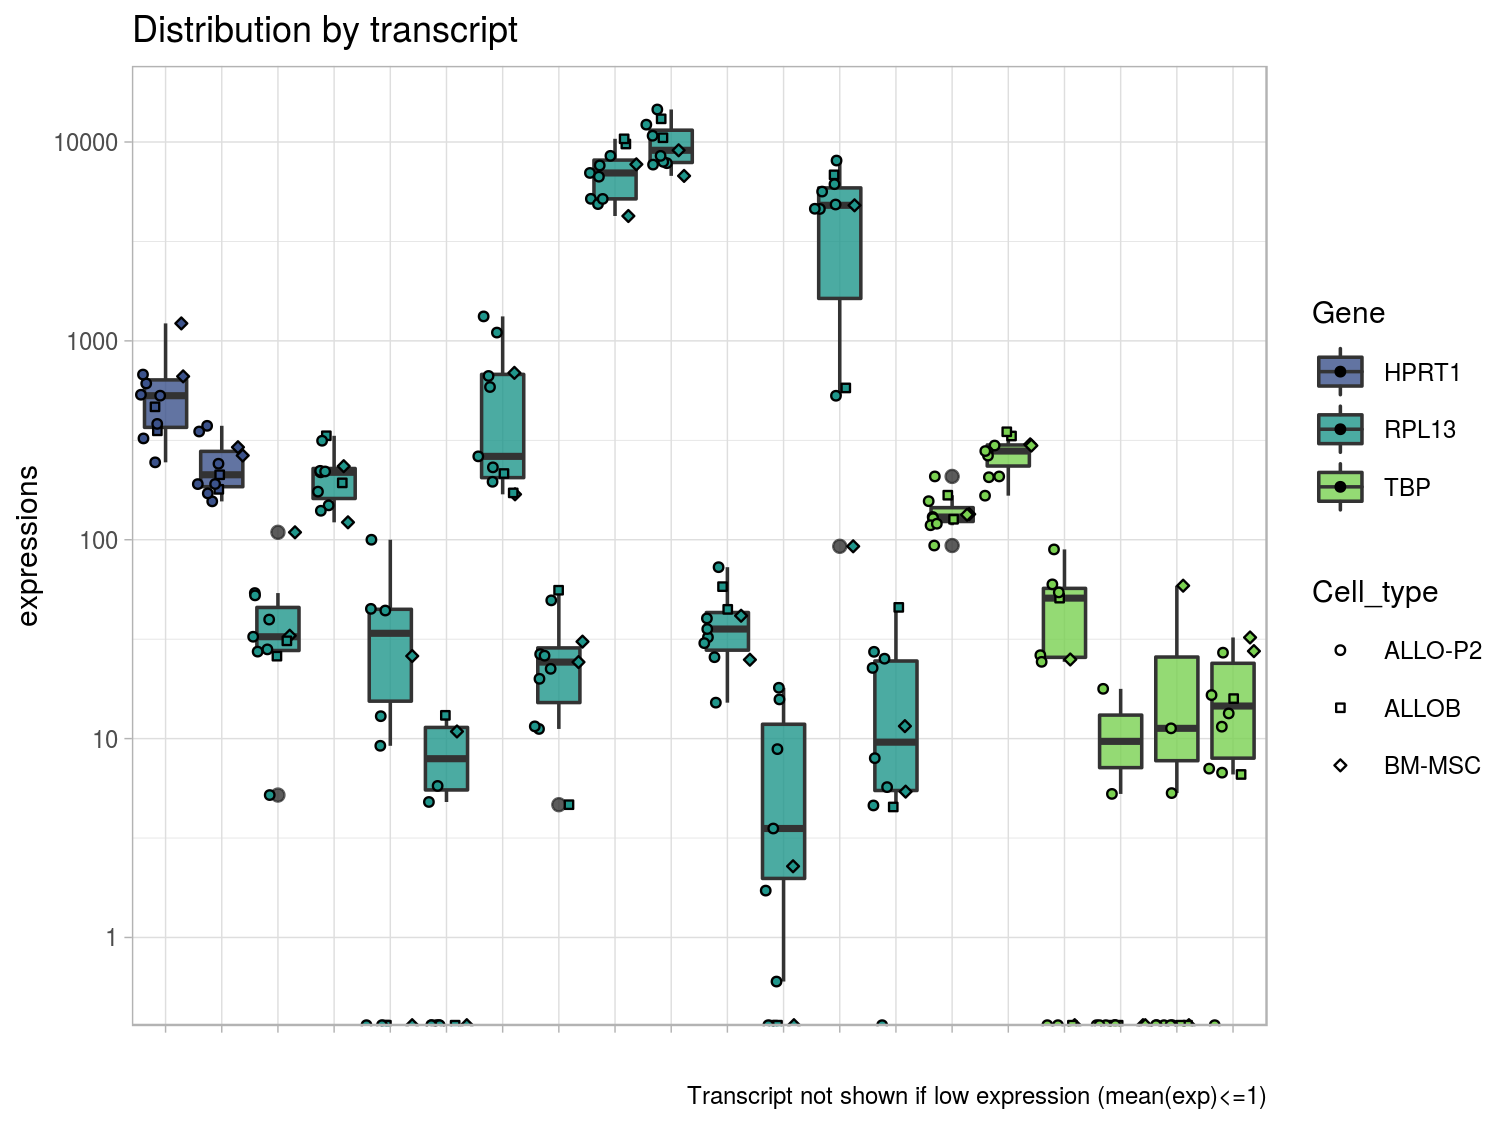 Distribution by transcript
10000
1000
100
10
1
expressions
Gene
HPRT1
RPL13
TBP
Cell_type
ALLO-P2
ALLOB
BM-MSC
Transcript not shown if low expression (mean(exp)<=1)